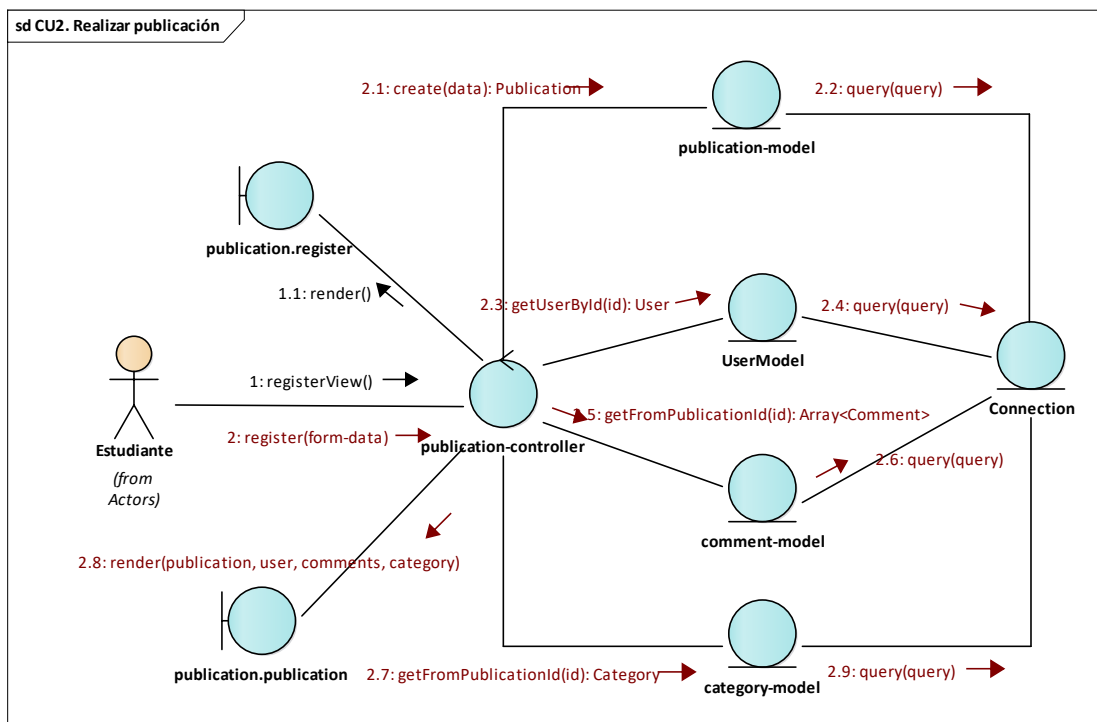 sd CU2. Realizar publicación
2.1: create(data): Publication
2.2: query(query)
publication-model
publication.register
1.1: render()
2.3: getUserById(id): User
2.4: query(query)
UserModel
1: registerView()
Connection
2.5: getFromPublicationId(id): Array<Comment>
2: register(form-data)
publication-controller
Estudiante
(from
Actors)
2.6: query(query)
comment-model
2.8: render(publication, user, comments, category)
publication.publication
2.7: getFromPublicationId(id): Category
category-model
2.9: query(query)